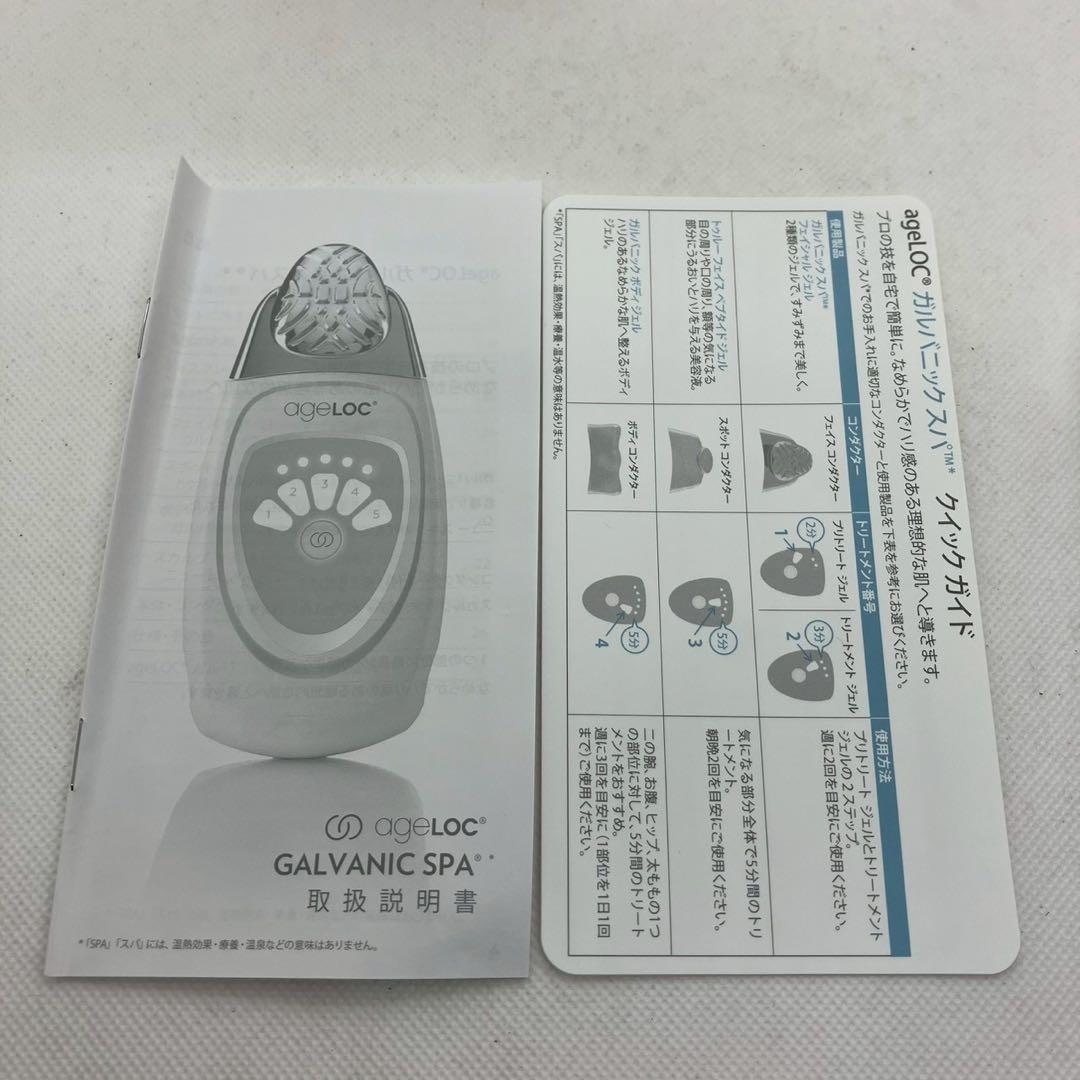 ageLOC®
1
2
3
4
5
ageLOC®
GALVANIC SPA®*
取扱説明書
*「SPA」「スパ」には、温熱効果・療養・温泉などの意味はありません。
ageLOC® ガルバニック スパ™* クイック ガイド
プロの技を自宅で簡単に。なめらかでハリ感のある理想的な肌へと導きます。
ガルバニック スパ*でのお手入れに適切なコンダクターと使用製品を下表を参考にお選びください。
使用製品
コンダクター
トリートメント番号
使用方法
ガルバニック スパ™*
フェイシャル ジェル
2種類のジェルで、すみずみまで美しく。
フェイス コンダクター
プリトリート ジェル
2分
1
トリートメント ジェル
3分
2
プリトリート ジェルとトリートメント
ジェルの2ステップ。
週に2回を目安にご使用ください。
トゥルー フェイス ペプタイド ジェル
目の周りや口の周り、額等の気になる
部分にうるおいとハリを与える美容液。
スポット コンダクター
5分
3
気になる部分全体で5分間のトリ
ートメント。
朝晩2回を目安にご使用ください。
ガルバニック ボディ ジェル
ハリのあるなめらかな肌へ整えるボディ
ジェル。
ボディ コンダクター
5分
4
二の腕、お腹、ヒップ、太ももの1つ
の部位に対して、5分間のトリート
メントをおすすめ。
週に3回を目安に(1部位を1日1回
まで)ご使用ください。
*「SPA」「スパ」には、温熱効果・療養・温水等の意味はありません。